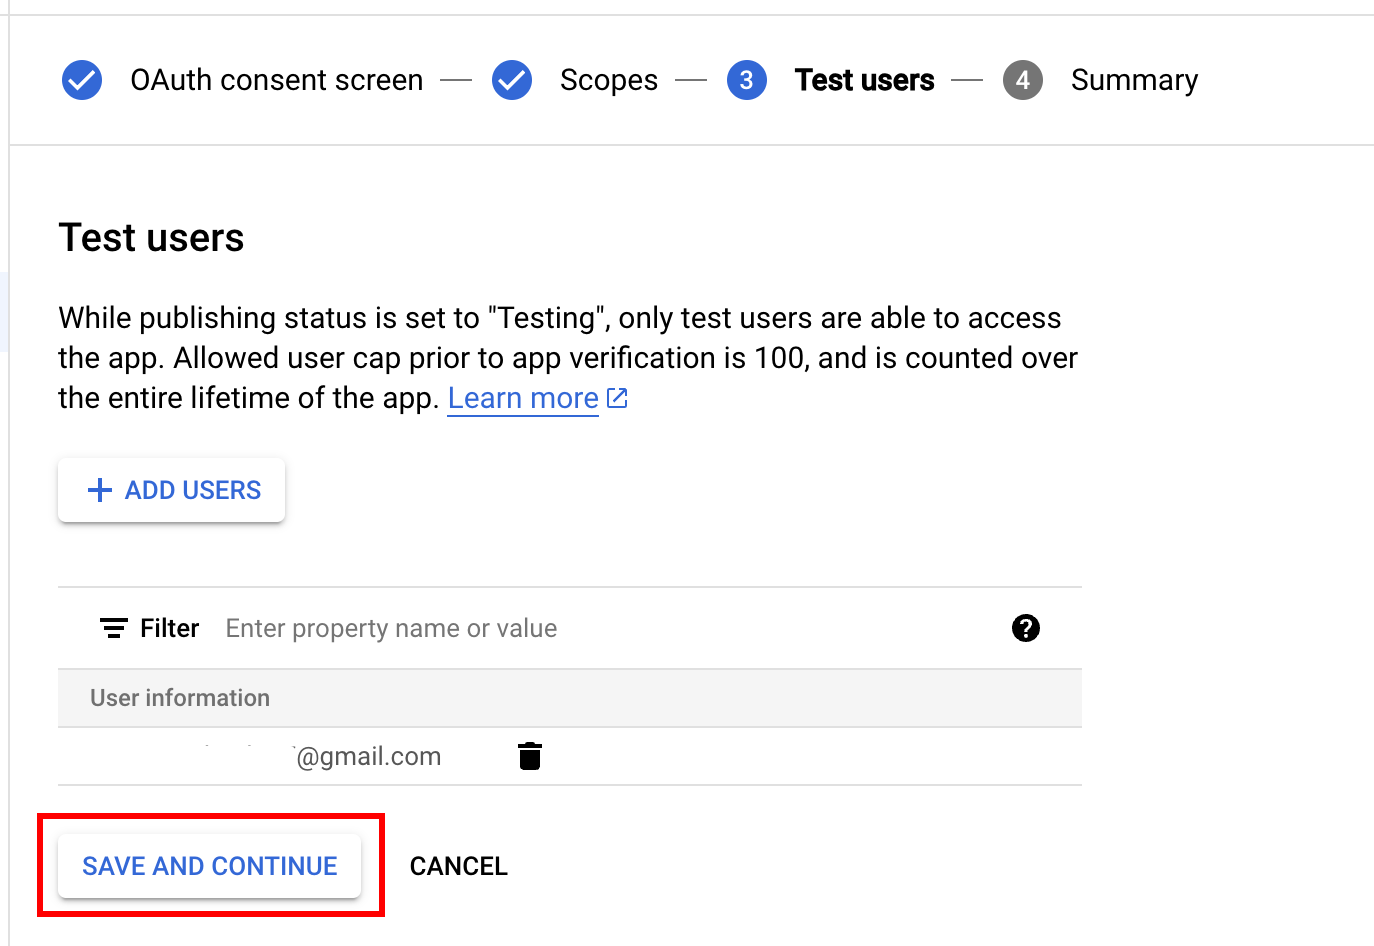 OAuth consent screen Scopes 3 Test users 4 Summary
Test users
While publishing status is set to "Testing", only test users are able to access
the app. Allowed user cap prior to app verification is 100, and is counted over
the entire lifetime of the app. Learn more
ADD USERS
Filter Enter property name or value ?
User information
@gmail.com
SAVE AND CONTINUE CANCEL